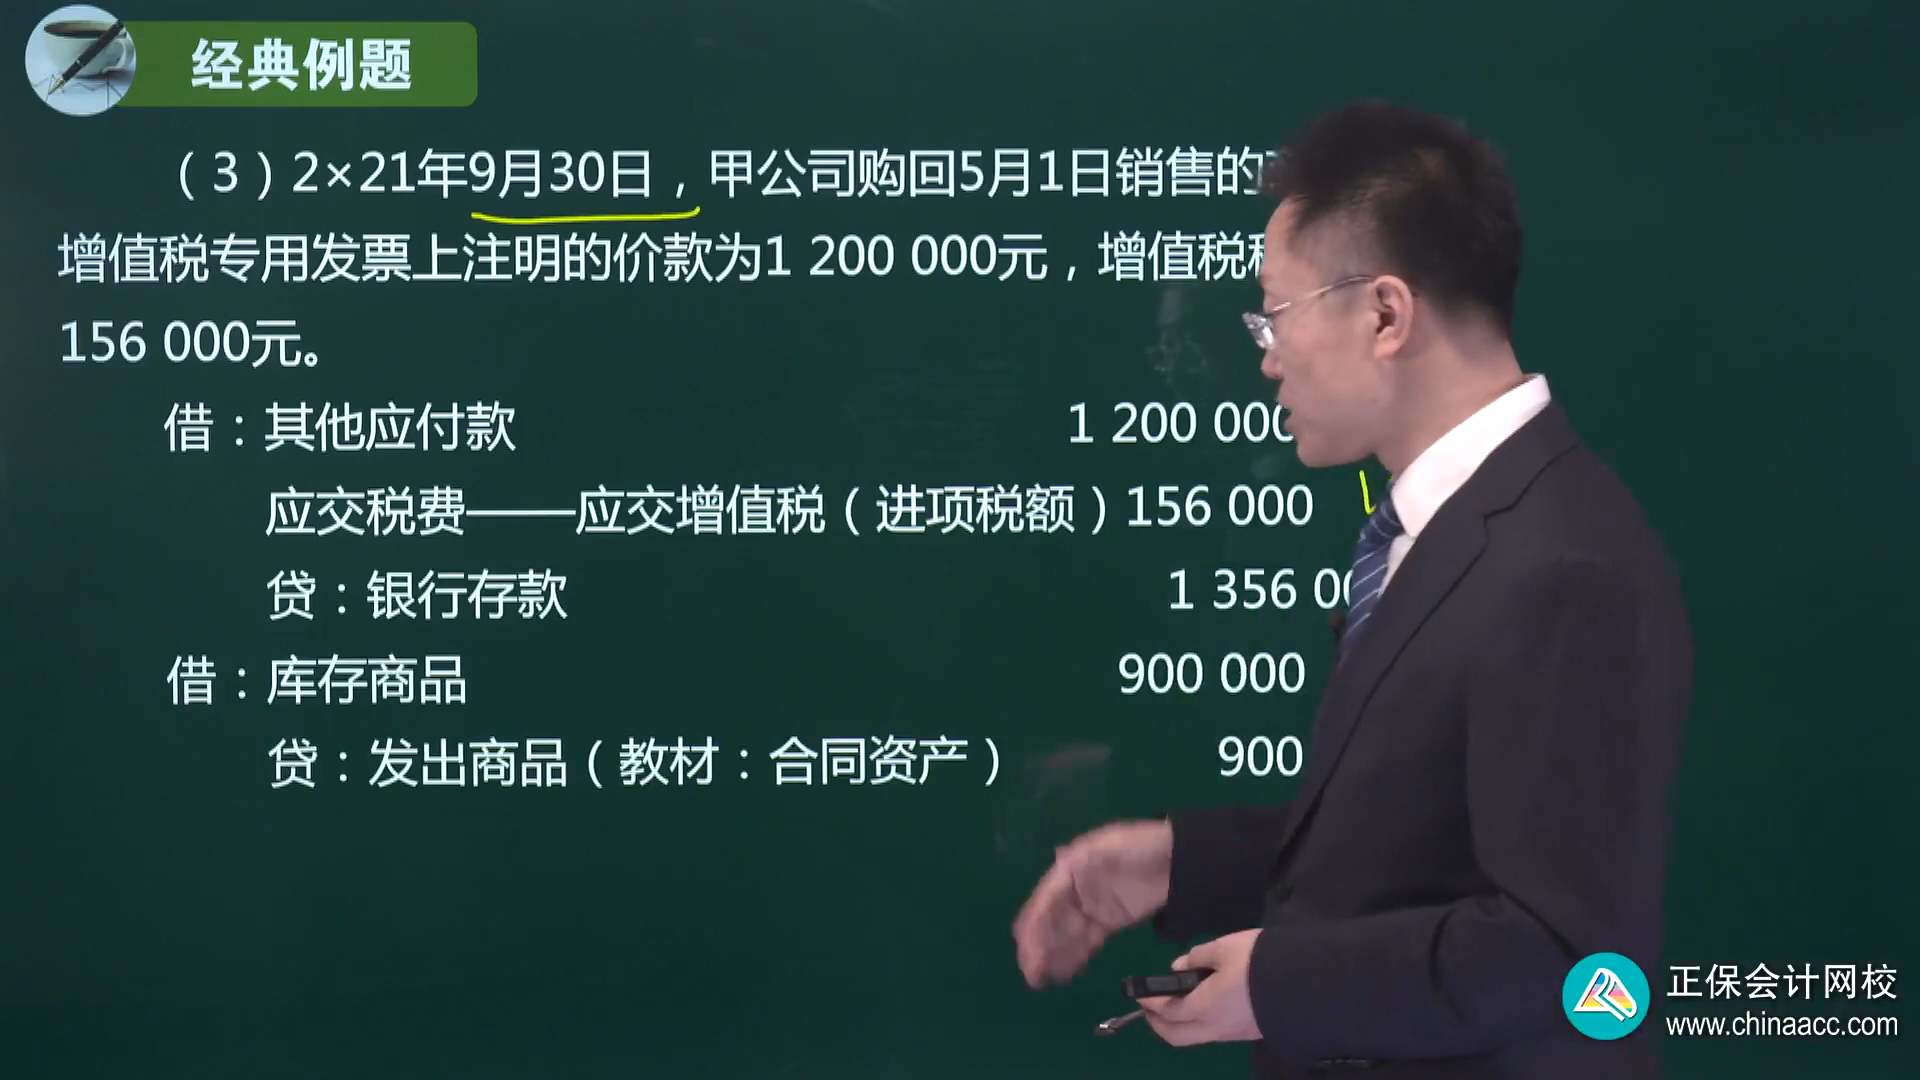 经典例题
（3）2×21年9月30日，甲公司购回5月1日销售的
增值税专用发票上注明的价款为1 200 000元，增值税
156 000元。
借：其他应付款 1 200 000
应交税费——应交增值税（进项税额）156 000
贷：银行存款 1 356
借：库存商品 900 000
贷：发出商品（教材：合同资产） 900
正保会计网校
www.chinaacc.com